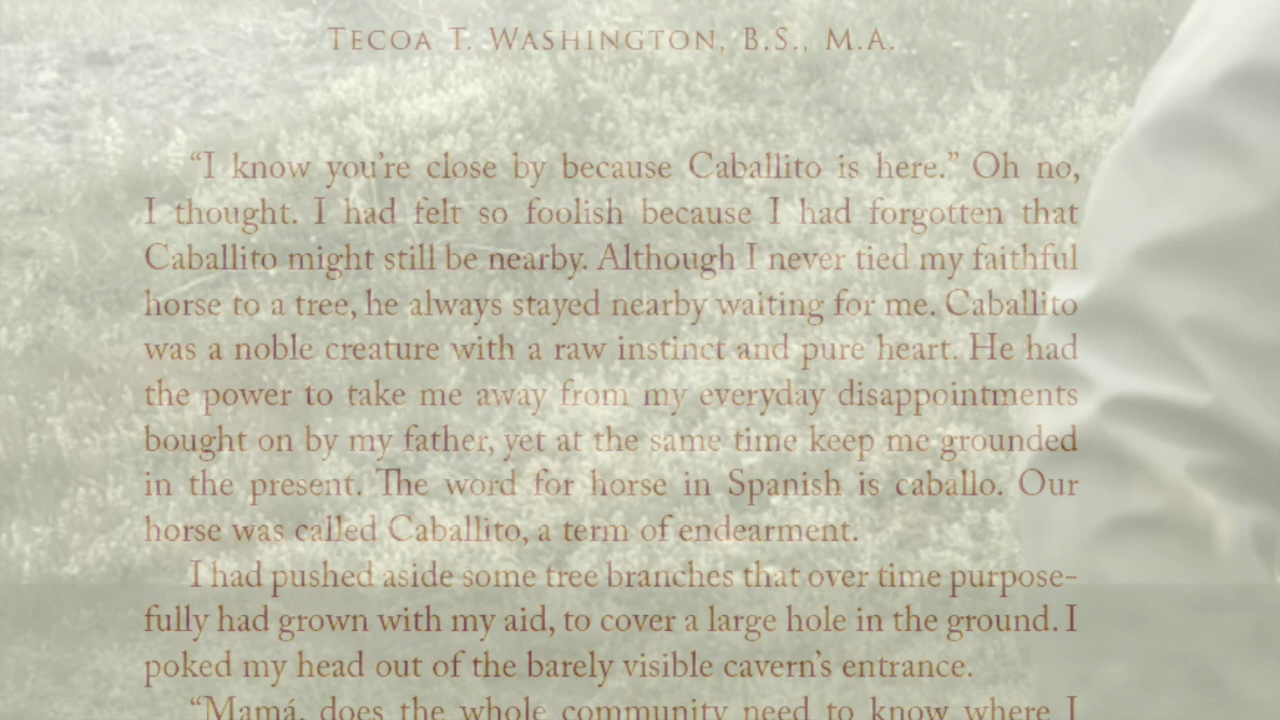 TECOA T. WASHINGTON, B.S., M.A.
“I know you’re close by because Caballito is here.” Oh no,
I thought. I had felt so foolish because I had forgotten that
Caballito might still be nearby. Although I never tied my faithful
horse to a tree, he always stayed nearby waiting for me. Caballito
was a noble creature with a raw instinct and pure heart. He had
the power to take me away from my everyday disappointments
bought on by my father, yet at the same time keep me grounded
in the present. The word for horse in Spanish is caballo. Our
horse was called Caballito, a term of endearment.
I had pushed aside some tree branches that over time purpose-
fully had grown with my aid, to cover a large hole in the ground. I
poked my head out of the barely visible cavern’s entrance.
“Mamá, does the whole community need to know where I